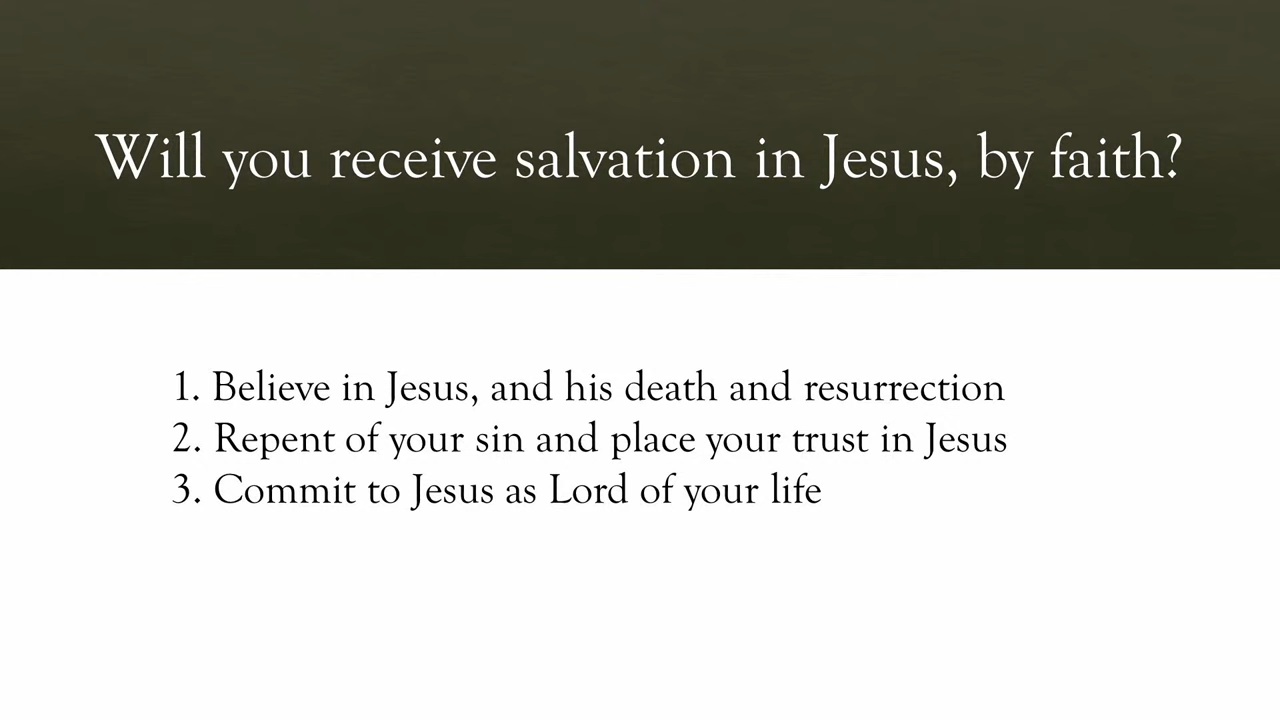 Will you receive salvation in Jesus, by faith?
1. Believe in Jesus, and his death and resurrection
2. Repent of your sin and place your trust in Jesus
3. Commit to Jesus as Lord of your life